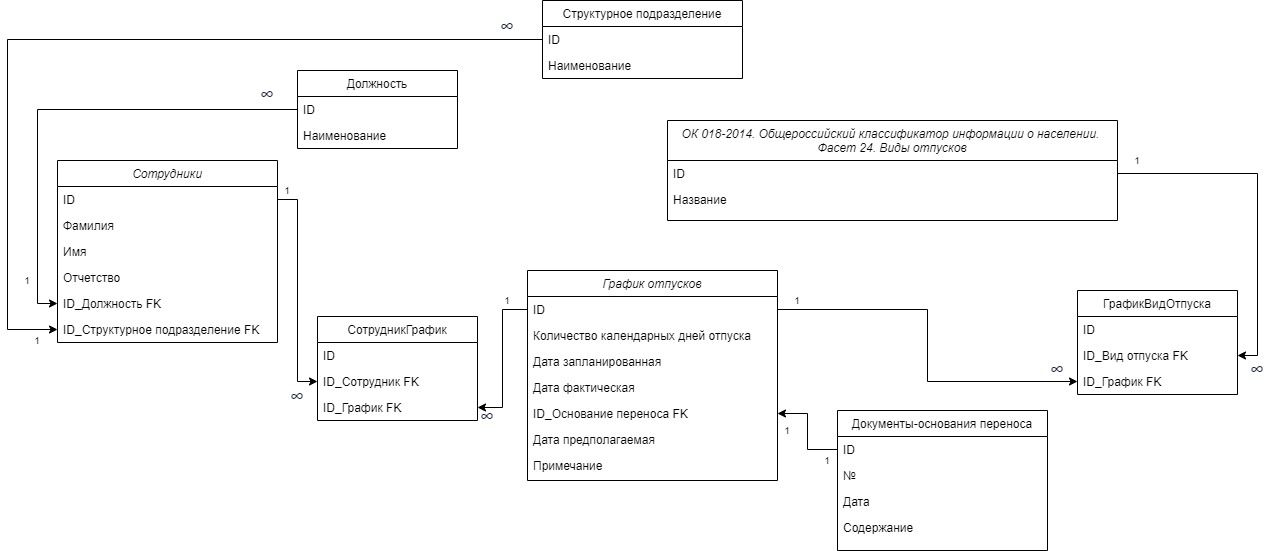 Структурное подразделение
ID
Наименование
∞
Должность
ID
Наименование
∞
ОК 018-2014. Общероссийский классификатор информации о населении.
Фасет 24. Виды отпусков
ID
Название
1
Сотрудники
ID
Фамилия
Имя
Отчетство
ID_Должность FK
ID_Структурное подразделение FK
1
1
1
СотрудникГрафик
ID
ID_Сотрудник FK
ID_График FK
∞
∞
График отпусков
ID
Количество календарных дней отпуска
Дата запланированная
Дата фактическая
ID_Основание переноса FK
Дата предполагаемая
Примечание
1
1
1
ГрафикВидОтпуска
ID
ID_Вид отпуска FK
ID_График FK
∞
∞
Документы-основания переноса
ID
№
Дата
Содержание
1